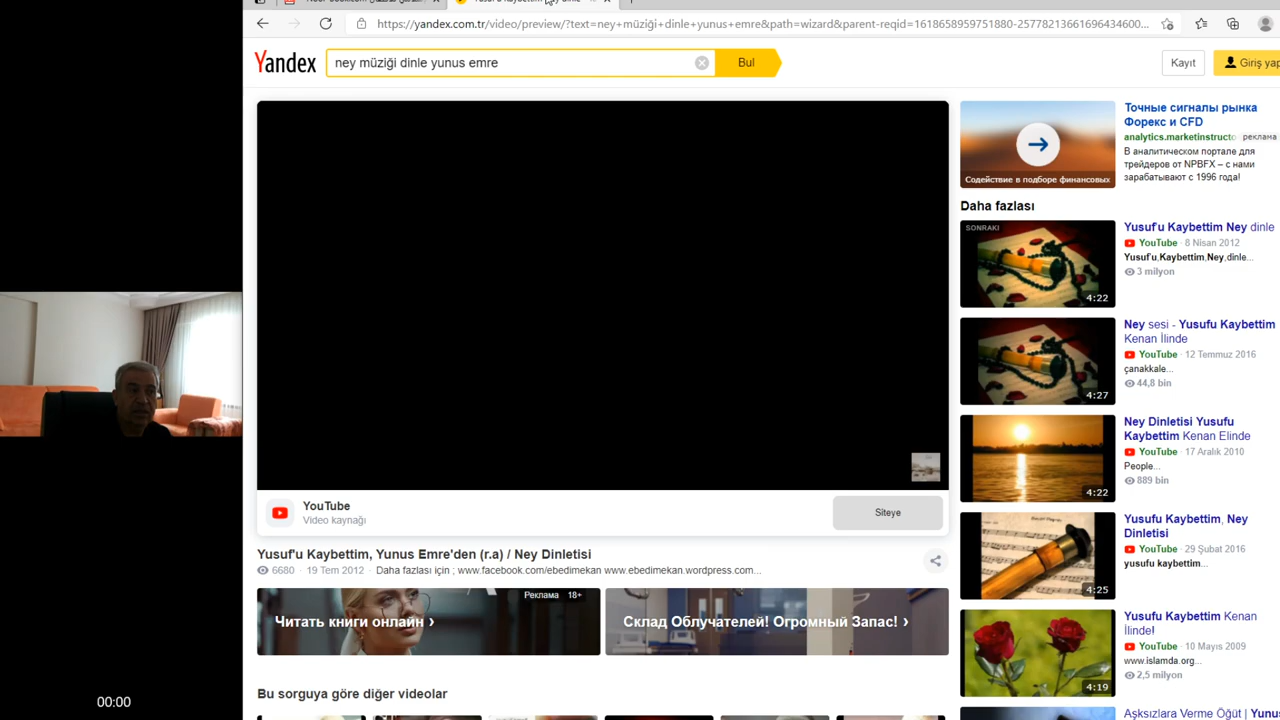 https://yandex.com.tr/video/preview/?text=ney+müziği+dinle+yunus+emre&path=wizard&parent-reqid=1618658959751880-25778213661696434600...
Yandex
ney müziği dinle yunus emre
Bul
Kayıt
Giriş yap
YouTube
Video kaynağı
Siteye
Yusuf'u Kaybettim, Yunus Emre'den (r.a) / Ney Dinletisi
6680 · 19 Tem 2012 · Daha fazlası için ; www.facebook.com/ebedimekan www.ebedimekan.wordpress.com...
Реклама 18+
Читать книги онлайн ›
Склад Облучателей! Огромный Запас! ›
Bu sorguya göre diğer videolar
00:00
Содействие в подборе финансовых
Точные сигналы рынка
Форекс и CFD
analytics.marketinstructo реклама
В аналитическом портале для
трейдеров от NPBFX – с нами
зарабатывают с 1996 года!
Daha fazlası
SONRAKI
4:22
Yusuf'u Kaybettim Ney dinle
YouTube · 8 Nisan 2012
Yusuf'u,Kaybettim,Ney,dinle...
3 milyon
4:27
Ney sesi - Yusufu Kaybettim
Kenan İlinde
YouTube · 12 Temmuz 2016
çanakkale...
44,8 bin
4:22
Ney Dinletisi Yusufu
Kaybettim Kenan Elinde
YouTube · 17 Aralık 2010
People...
889 bin
4:25
Yusufu Kaybettim, Ney
Dinletisi
YouTube · 29 Şubat 2016
yusufu kaybettim...
4:19
Yusufu Kaybettim Kenan
İlinde!
YouTube · 10 Mayıs 2009
www.islamda.org...
2,5 milyon
Aşksızlara Verme Öğüt | Yunu